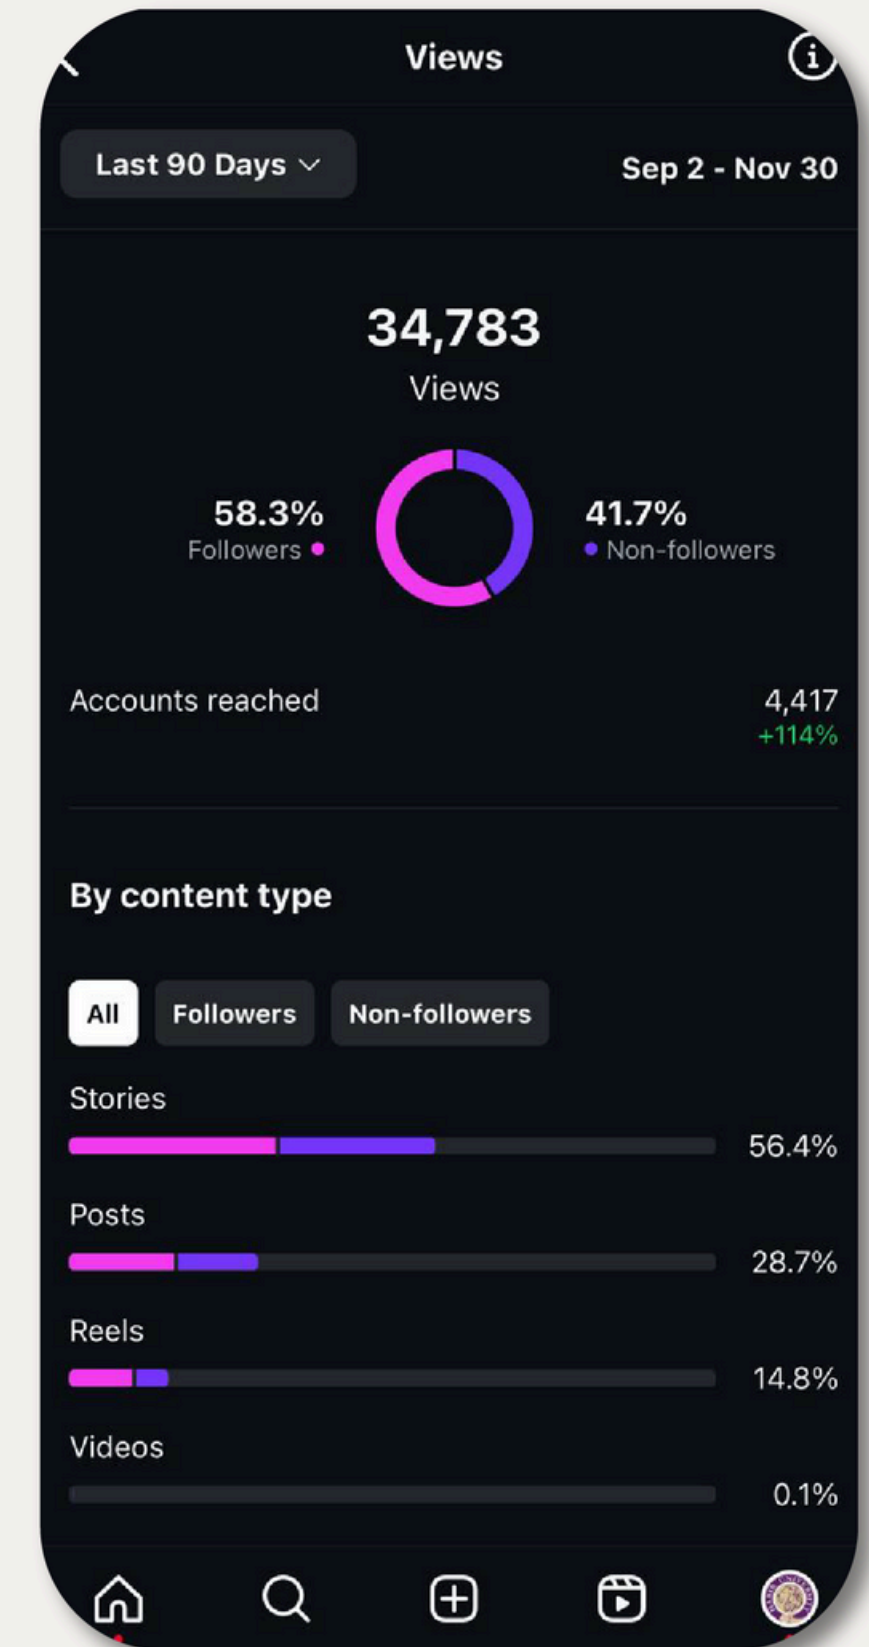 Views
Last 90 Days
Sep 2 - Nov 30
34,783
Views
58.3%
Followers
41.7%
Non-followers
Accounts reached
4,417
+114%
By content type
All
Followers
Non-followers
Stories
56.4%
Posts
28.7%
Reels
14.8%
Videos
0.1%